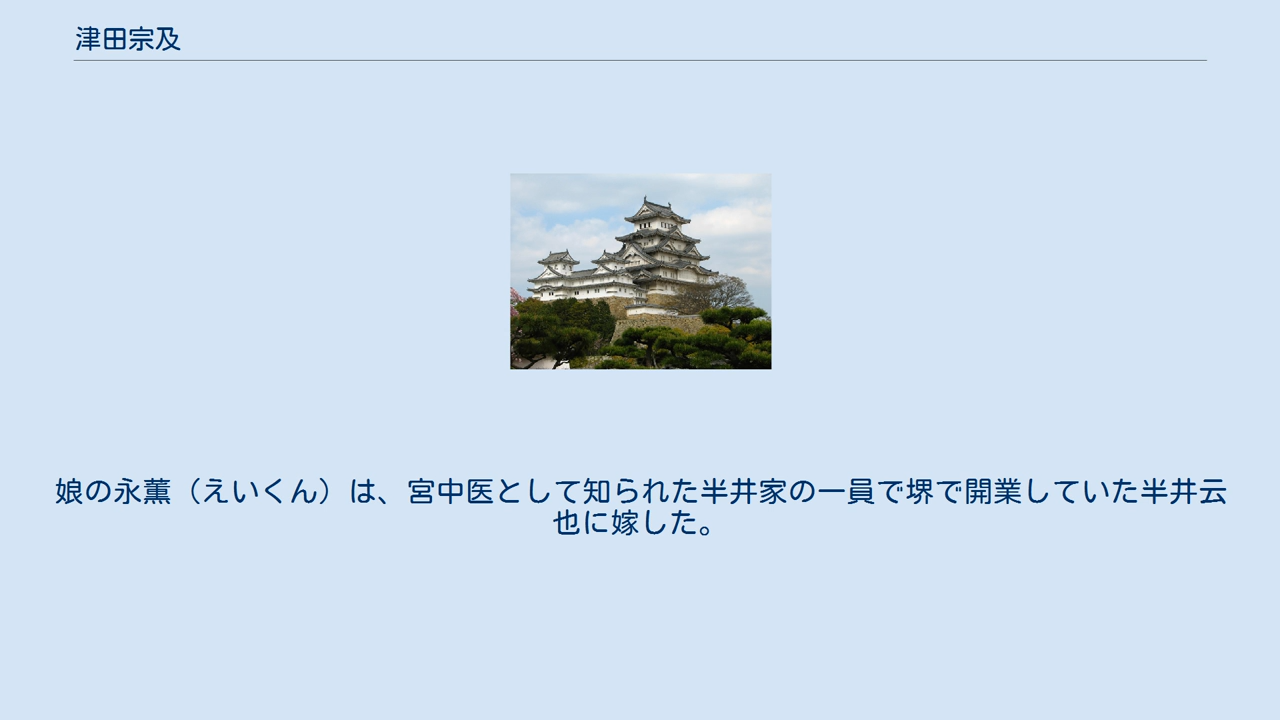 津田宗及
娘の永薫（えいくん）は、宮中医として知られた半井家の一員で堺で開業していた半井云
也に嫁した。